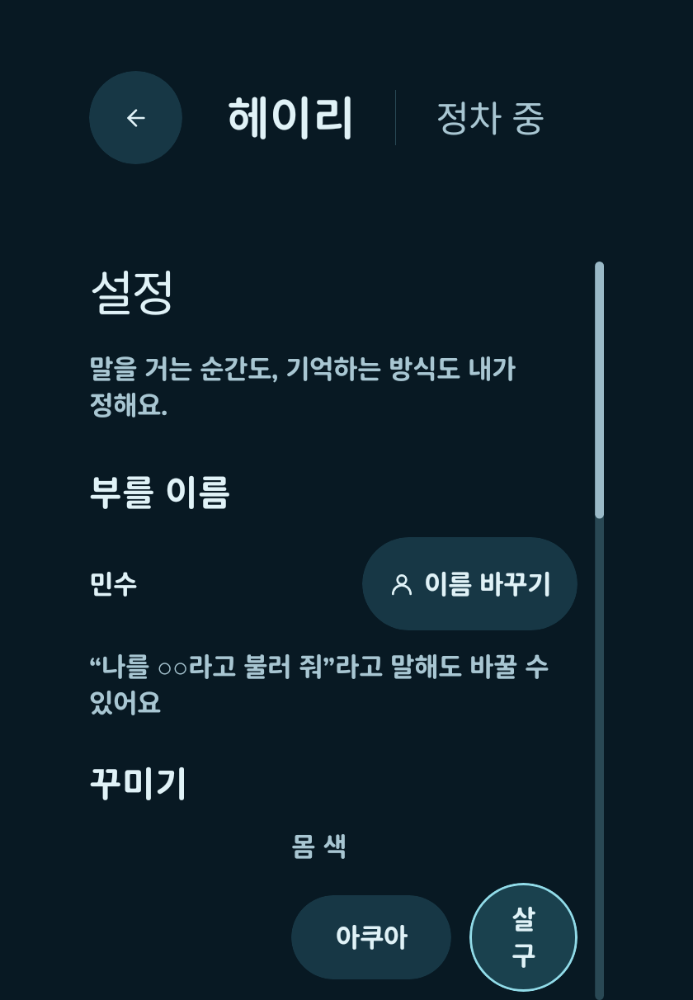 헤이리
정차 중
설정
말을 거는 순간도, 기억하는 방식도 내가
정해요.
부를 이름
민수
이름 바꾸기
“나를 ○○라고 불러 줘”라고 말해도 바꿀 수
있어요
꾸미기
몸 색
아쿠아
살
구